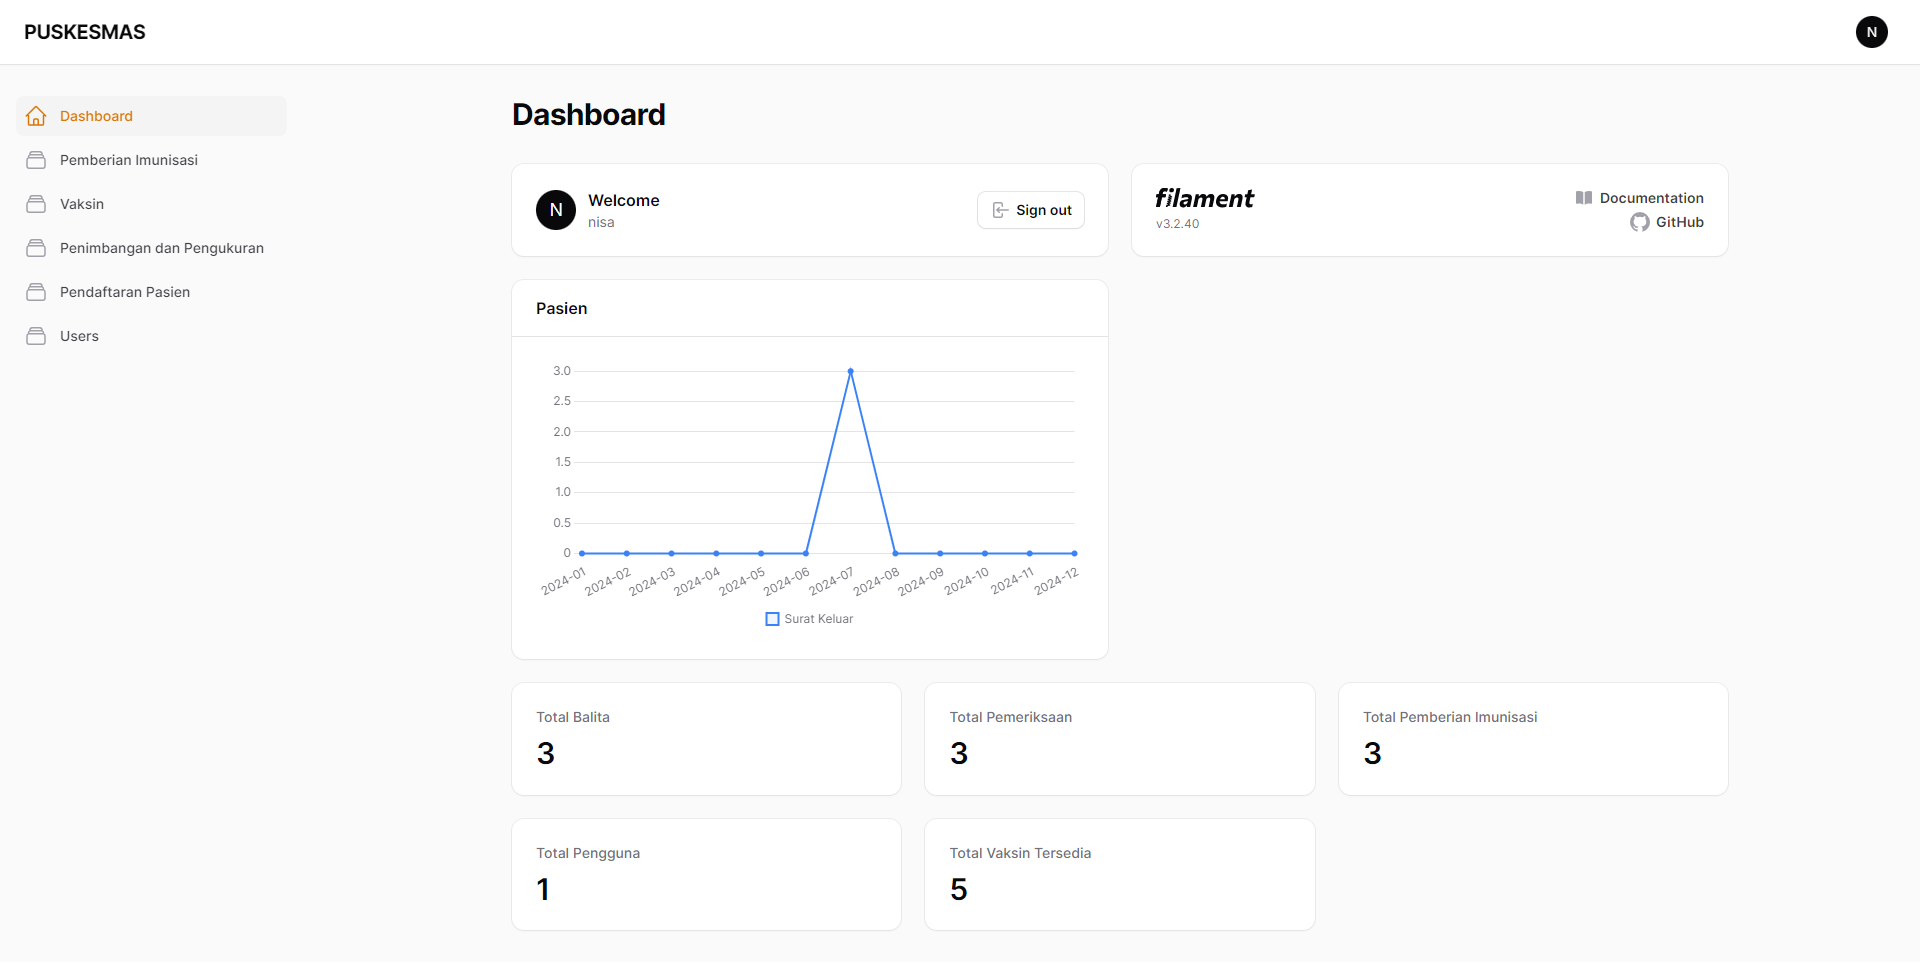 PUSKESMAS
N
Dashboard
Pemberian Imunisasi
Vaksin
Penimbangan dan Pengukuran
Pendaftaran Pasien
Users
Dashboard
N
Welcome
nisa
Sign out
filament
v3.2.40
Documentation
GitHub
Pasien
3.0
2.5
2.0
1.5
1.0
0.5
0
2024-01
2024-02
2024-03
2024-04
2024-05
2024-06
2024-07
2024-08
2024-09
2024-10
2024-11
2024-12
Surat Keluar
Total Balita
3
Total Pemeriksaan
3
Total Pemberian Imunisasi
3
Total Pengguna
1
Total Vaksin Tersedia
5